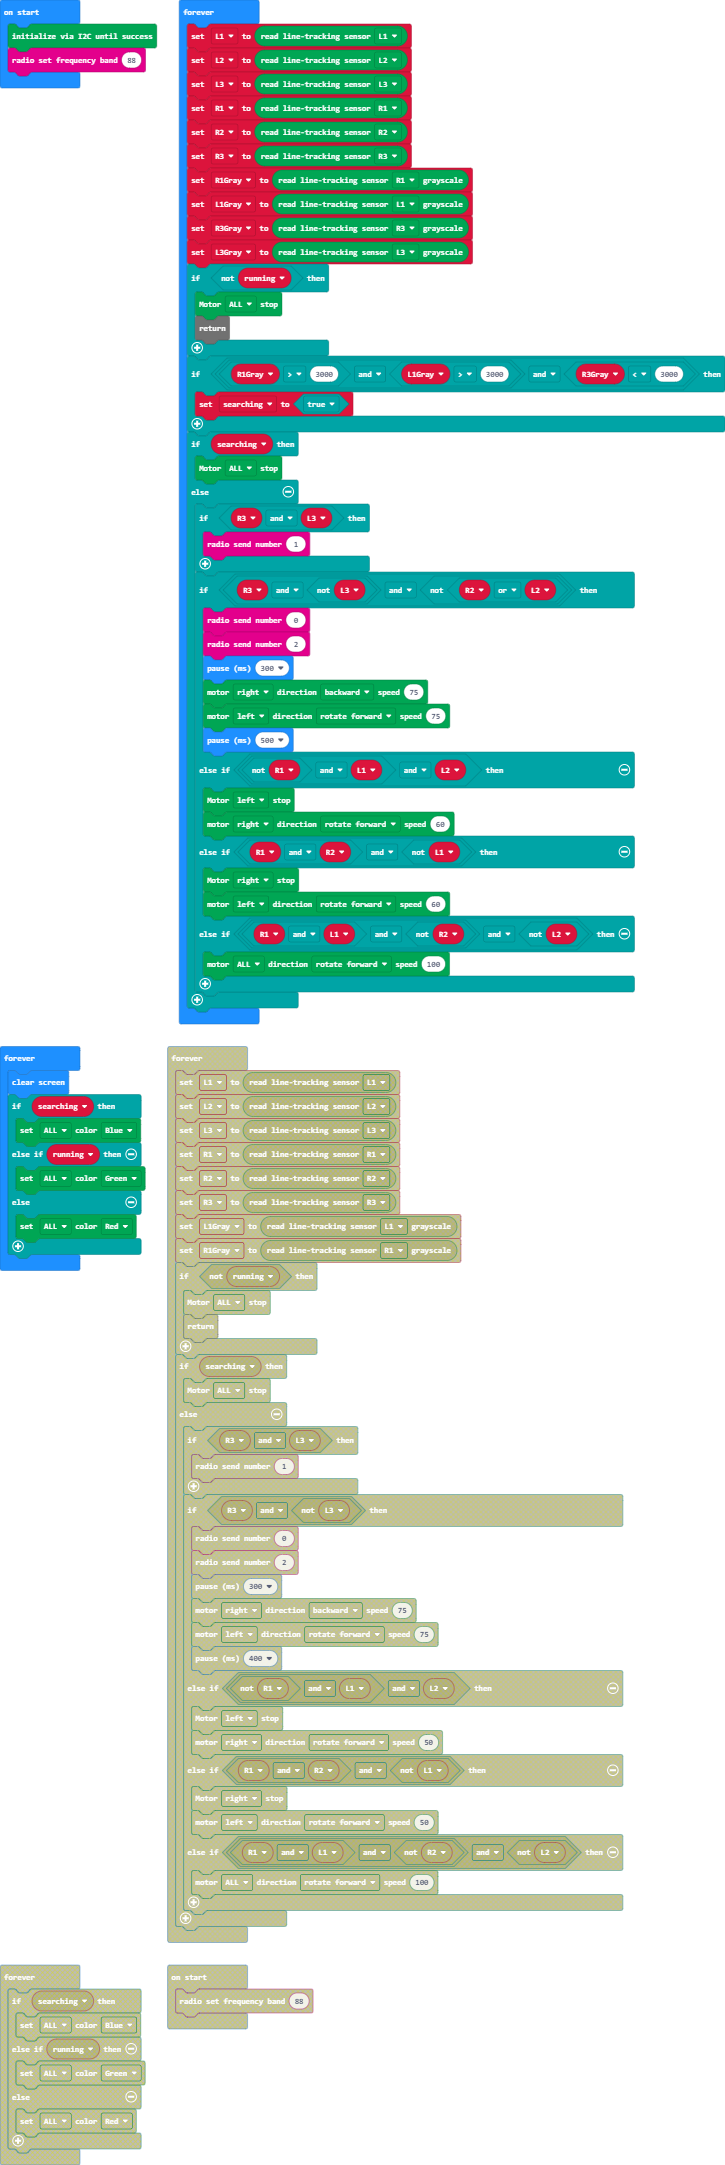 on start
initialize via I2C until success
radio set frequency band 88
forever
set L1 to read line-tracking sensor L1
set L2 to read line-tracking sensor L2
set L3 to read line-tracking sensor L3
set R1 to read line-tracking sensor R1
set R2 to read line-tracking sensor R2
set R3 to read line-tracking sensor R3
set R1Gray to read line-tracking sensor R1 grayscale
set L1Gray to read line-tracking sensor L1 grayscale
set R3Gray to read line-tracking sensor R3 grayscale
set L3Gray to read line-tracking sensor L3 grayscale
if not running then
Motor ALL stop
return
if R1Gray > 3000 and L1Gray > 3000 and R3Gray < 3000 then
set searching to true
if searching then
Motor ALL stop
else
if R3 and L3 then
radio send number 1
if R3 and not L3 and not R2 or L2 then
radio send number 0
radio send number 2
pause (ms) 300
motor right direction backward speed 75
motor left direction rotate forward speed 75
pause (ms) 500
else if not R1 and L1 and L2 then
Motor left stop
motor right direction rotate forward speed 60
else if R1 and R2 and not L1 then
Motor right stop
motor left direction rotate forward speed 60
else if R1 and L1 and not R2 and not L2 then
motor ALL direction rotate forward speed 100
forever
clear screen
if searching then
set ALL color Blue
else if running then
set ALL color Green
else
set ALL color Red
forever
set L1 to read line-tracking sensor L1
set L2 to read line-tracking sensor L2
set L3 to read line-tracking sensor L3
set R1 to read line-tracking sensor R1
set R2 to read line-tracking sensor R2
set R3 to read line-tracking sensor R3
set L1Gray to read line-tracking sensor L1 grayscale
set R1Gray to read line-tracking sensor R1 grayscale
if not running then
Motor ALL stop
return
if searching then
Motor ALL stop
else
if R3 and L3 then
radio send number 1
if R3 and not L3 then
radio send number 0
radio send number 2
pause (ms) 300
motor right direction backward speed 75
motor left direction rotate forward speed 75
pause (ms) 400
else if not R1 and L1 and L2 then
Motor left stop
motor right direction rotate forward speed 50
else if R1 and R2 and not L1 then
Motor right stop
motor left direction rotate forward speed 50
else if R1 and L1 and not R2 and not L2 then
motor ALL direction rotate forward speed 100
forever
if searching then
set ALL color Blue
else if running then
set ALL color Green
else
set ALL color Red
on start
radio set frequency band 88